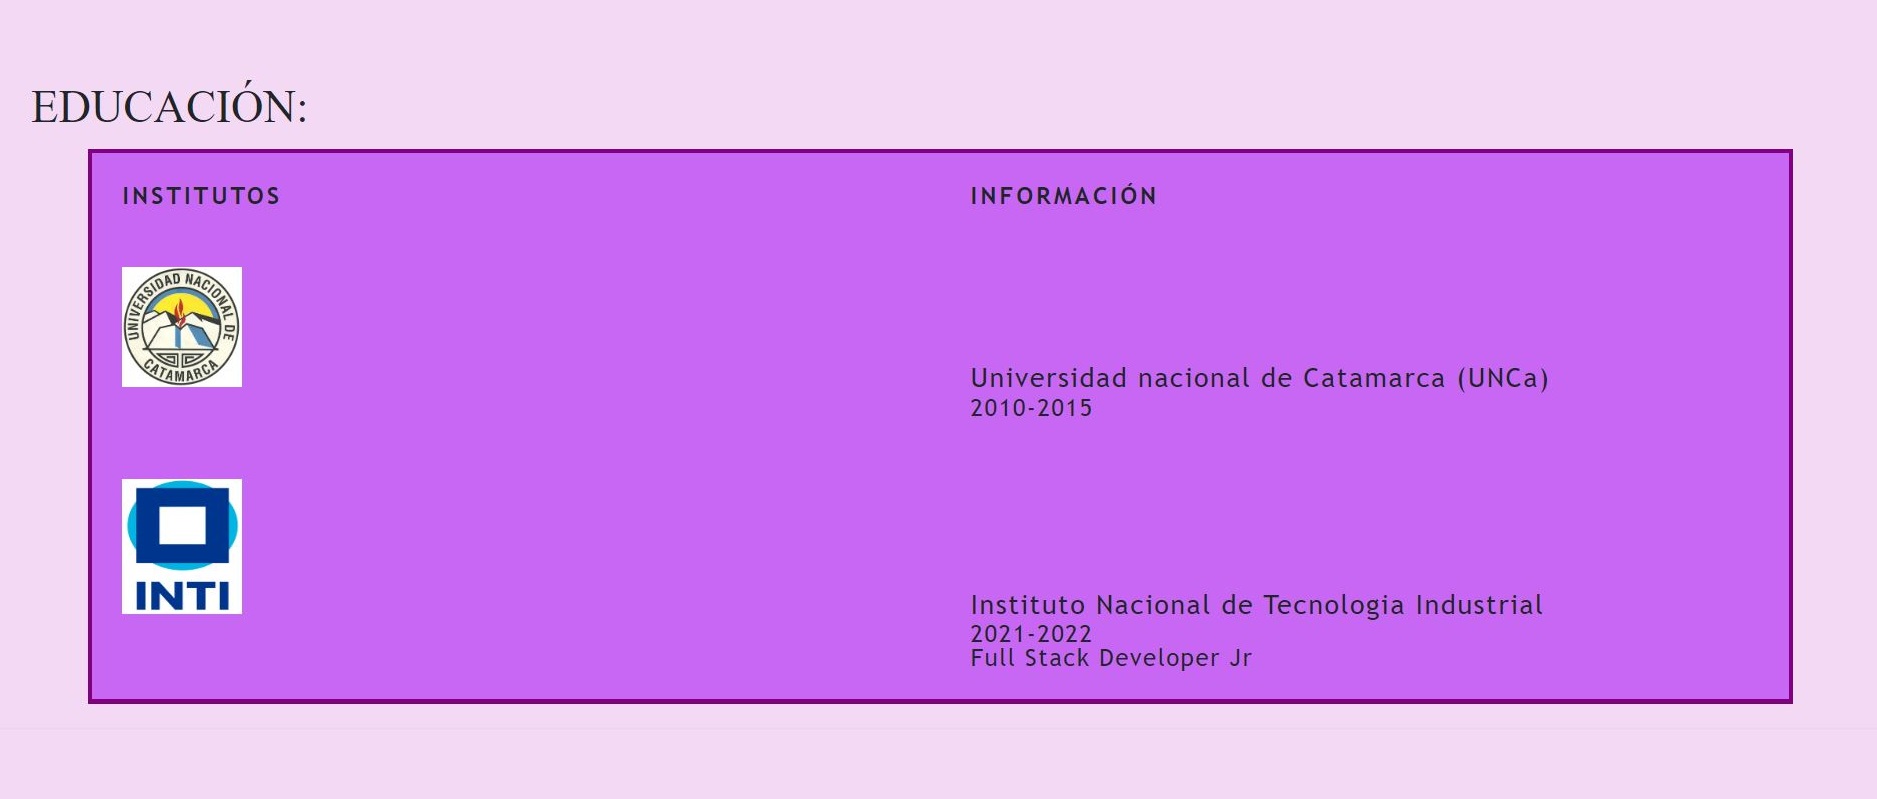 EDUCACIÓN:
INSTITUTOS
INFORMACIÓN
UNIVERSIDAD NACIONAL DE
CATAMARCA
Universidad nacional de Catamarca (UNCa)
2010-2015
INTI
Instituto Nacional de Tecnologia Industrial
2021-2022
Full Stack Developer Jr